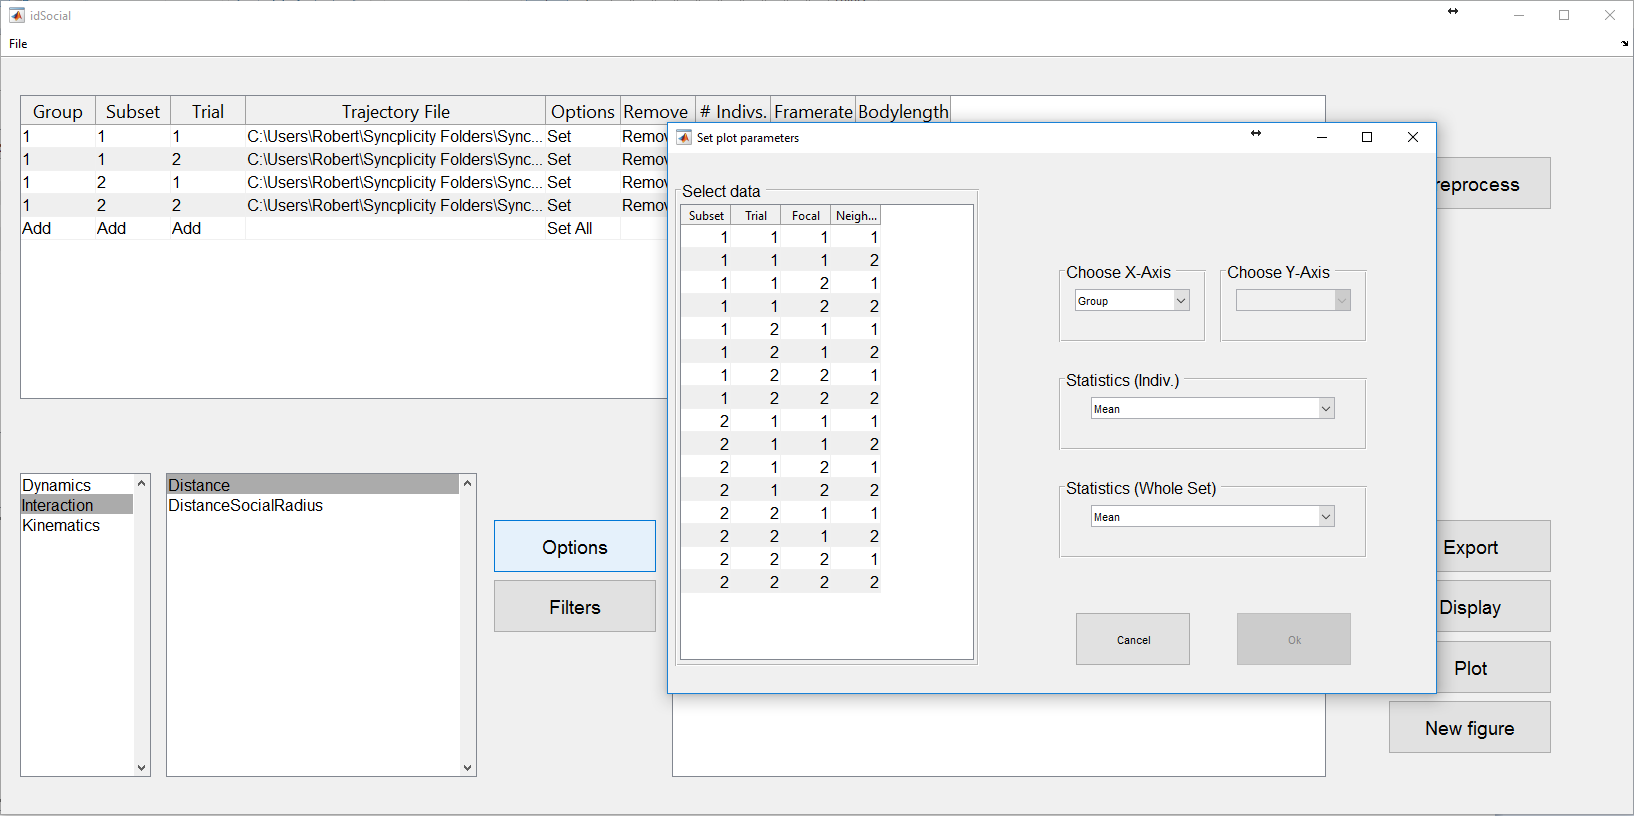 idSocial
File
Group Subset Trial Trajectory File Options Remove # Indivs. Framerate Bodylength
1 1 1 C:\Users\Robert\Syncplicity Folders\Sync... Set Remov
1 1 2 C:\Users\Robert\Syncplicity Folders\Sync... Set Remov
1 2 1 C:\Users\Robert\Syncplicity Folders\Sync... Set Remov
1 2 2 C:\Users\Robert\Syncplicity Folders\Sync... Set Remov
Add Add Add Set All
Set plot parameters
Select data
Subset Trial Focal Neigh...
1 1 1 1
1 1 1 2
1 1 2 1
1 1 2 2
1 2 1 1
1 2 1 2
1 2 2 1
1 2 2 2
2 1 1 1
2 1 1 2
2 1 2 1
2 1 2 2
2 2 1 1
2 2 1 2
2 2 2 1
2 2 2 2
Choose X-Axis
Group
Choose Y-Axis
Statistics (Indiv.)
Mean
Statistics (Whole Set)
Mean
Cancel
Ok
reprocess
Dynamics
Interaction
Kinematics
Distance
DistanceSocialRadius
Options
Filters
Export
Display
Plot
New figure